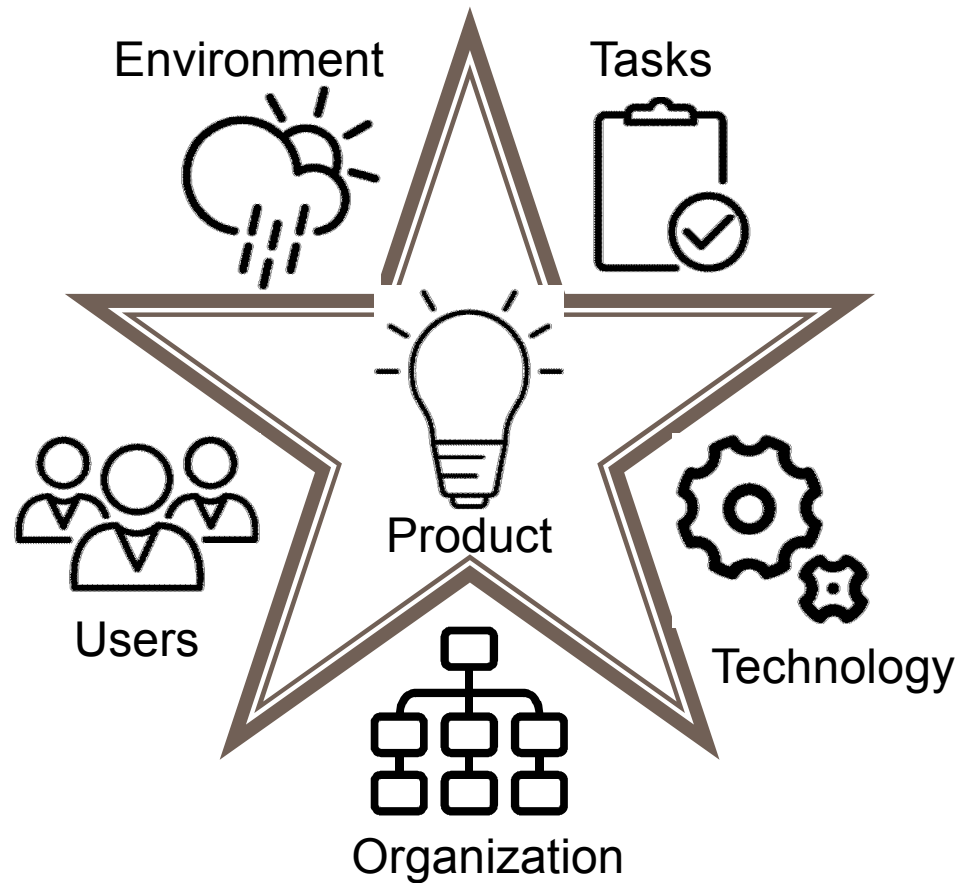 Environment
Tasks
Product
Users
Technology
Organization